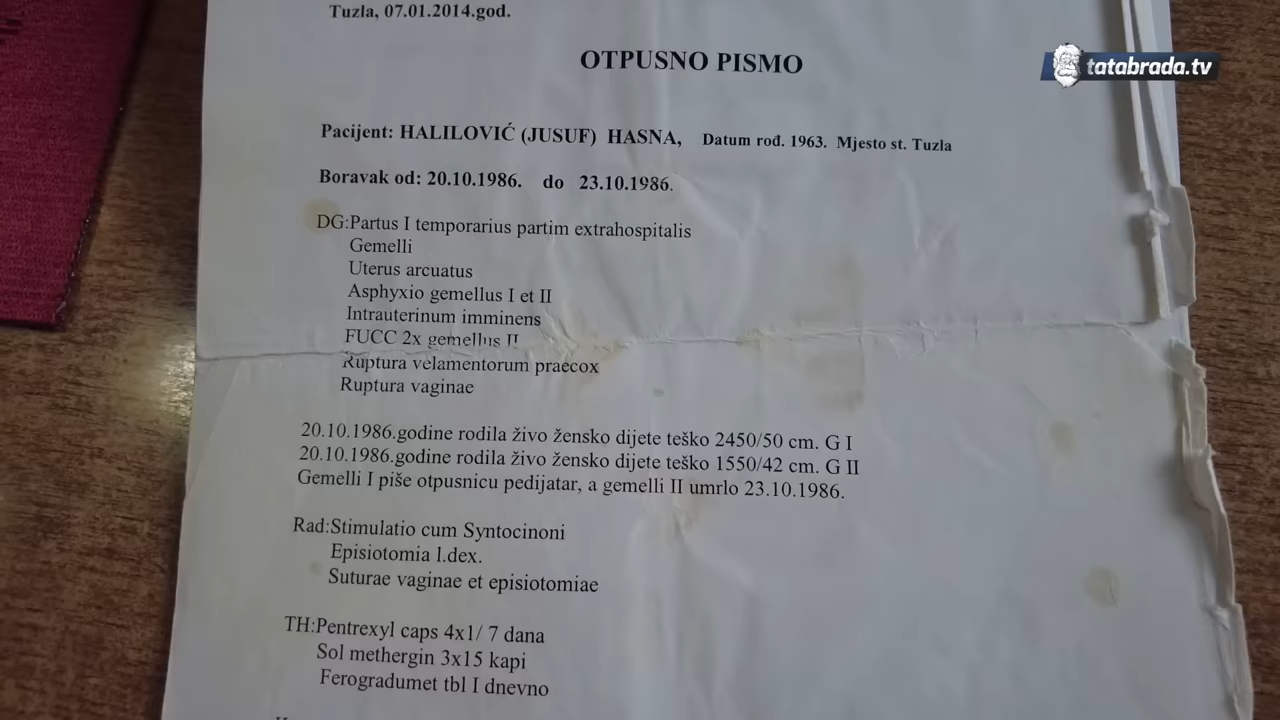 Tuzla, 07.01.2014.god.
tatabrada.tv
OTPUSNO PISMO
Pacijent: HALILOVIĆ (JUSUF) HASNA, Datum rođ. 1963. Mjesto st. Tuzla
Boravak od: 20.10.1986. do 23.10.1986.
DG:Partus I temporarius partim extrahospitalis
Gemelli
Uterus arcuatus
Asphyxio gemellus I et II
Intrauterinum imminens
FUCC 2x gemellus II
Ruptura velamentorum praecox
Ruptura vaginae
20.10.1986.godine rodila živo žensko dijete teško 2450/50 cm. G I
20.10.1986.godine rodila živo žensko dijete teško 1550/42 cm. G II
Gemelli I piše otpusnicu pedijatar, a gemelli II umrlo 23.10.1986.
Rad:Stimulatio cum Syntocinoni
Episiotomia l.dex.
Suturae vaginae et episiotomiae
TH:Pentrexyl caps 4x1/ 7 dana
Sol methergin 3x15 kapi
Ferogradumet tbl I dnevno